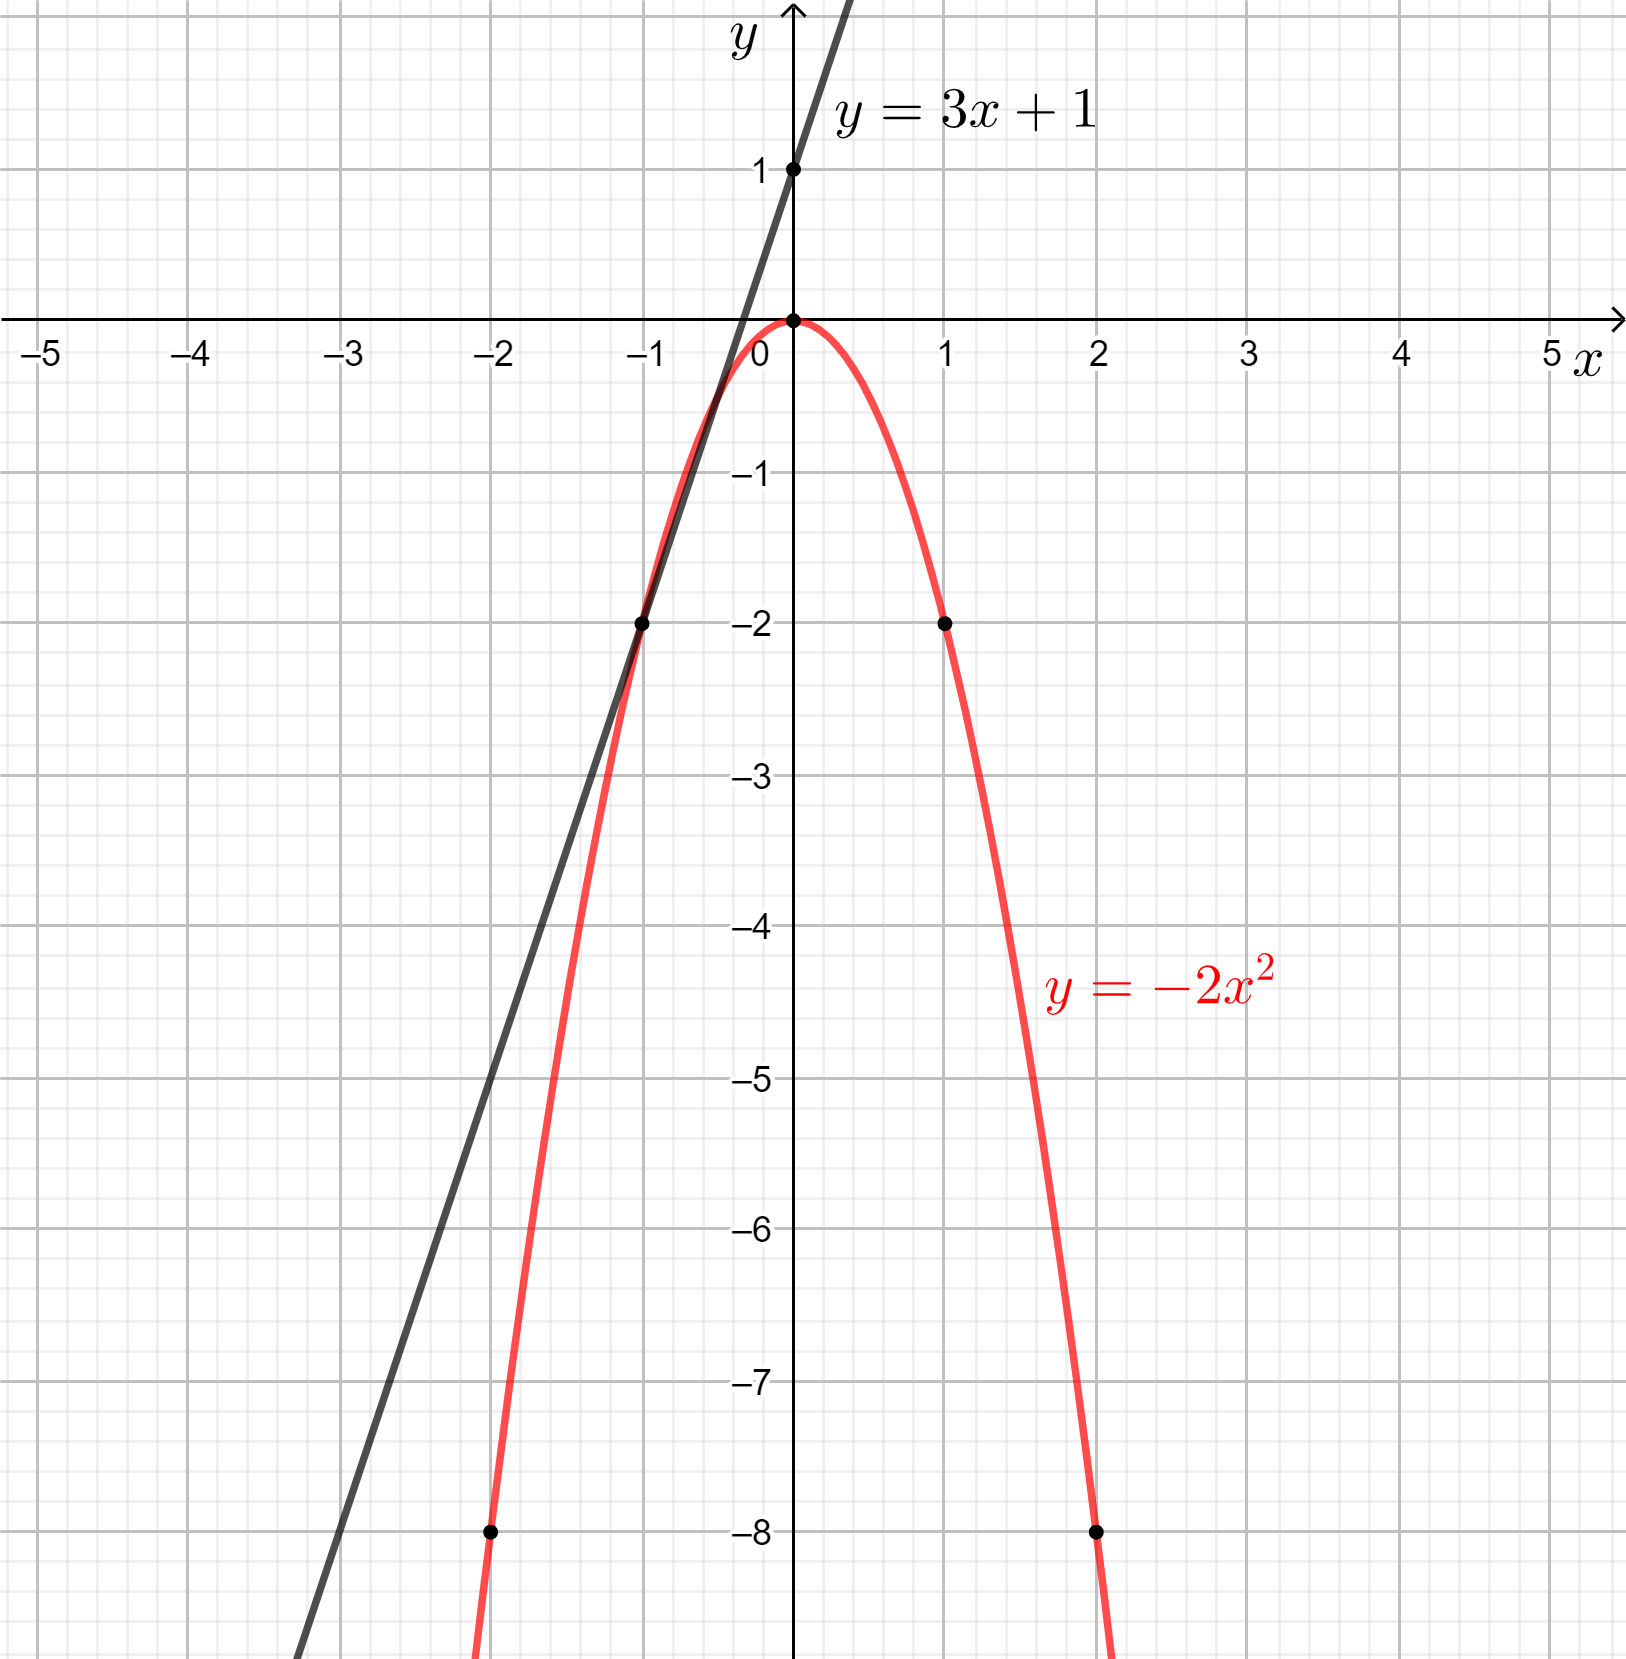 y
y = 3x + 1
1
–5 –4 –3 –2 –1 0 1 2 3 4 5 x
–1
–2
–3
–4
y = −2x²
–5
–6
–7
–8